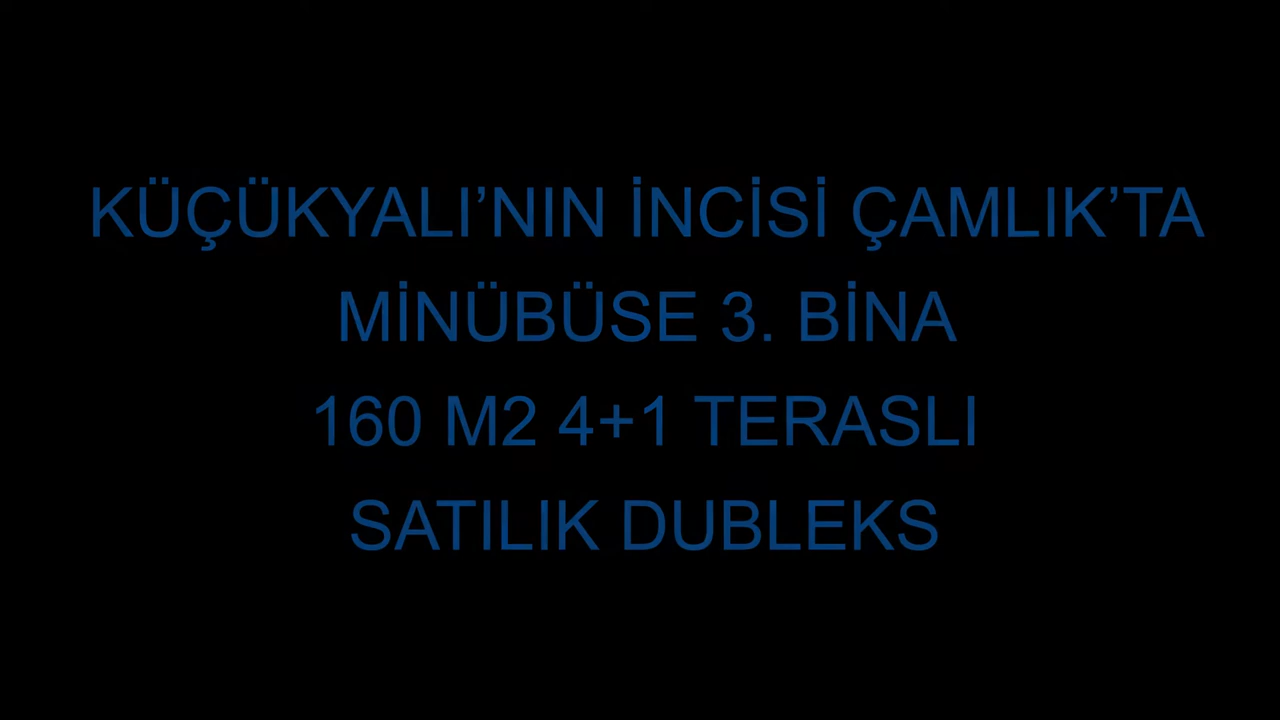 KÜÇÜKYALI’NIN İNCİSİ ÇAMLIK’TA
MİNÜBÜSE 3. BİNA
160 M2 4+1 TERASLI
SATILIK DUBLEKS